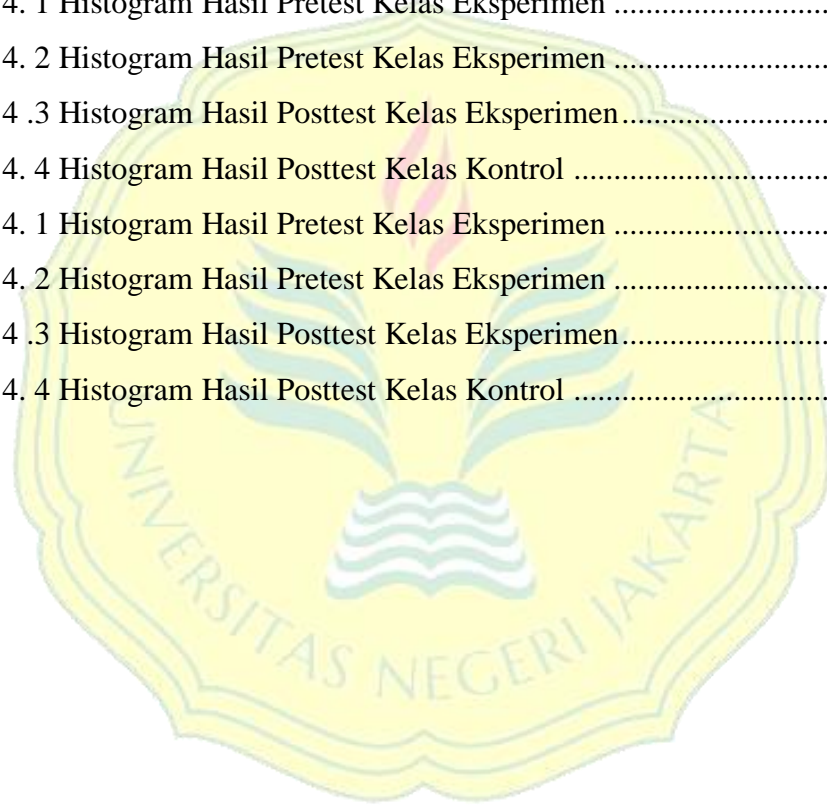 4. 1 Histogram Hasil Pretest Kelas Eksperimen ...........................
4. 2 Histogram Hasil Pretest Kelas Eksperimen ...........................
4 .3 Histogram Hasil Posttest Kelas Eksperimen..........................
4. 4 Histogram Hasil Posttest Kelas Kontrol ................................
4. 1 Histogram Hasil Pretest Kelas Eksperimen ...........................
4. 2 Histogram Hasil Pretest Kelas Eksperimen ...........................
4 .3 Histogram Hasil Posttest Kelas Eksperimen..........................
4. 4 Histogram Hasil Posttest Kelas Kontrol ................................
UNIVERSITAS NEGERI JAKARTA